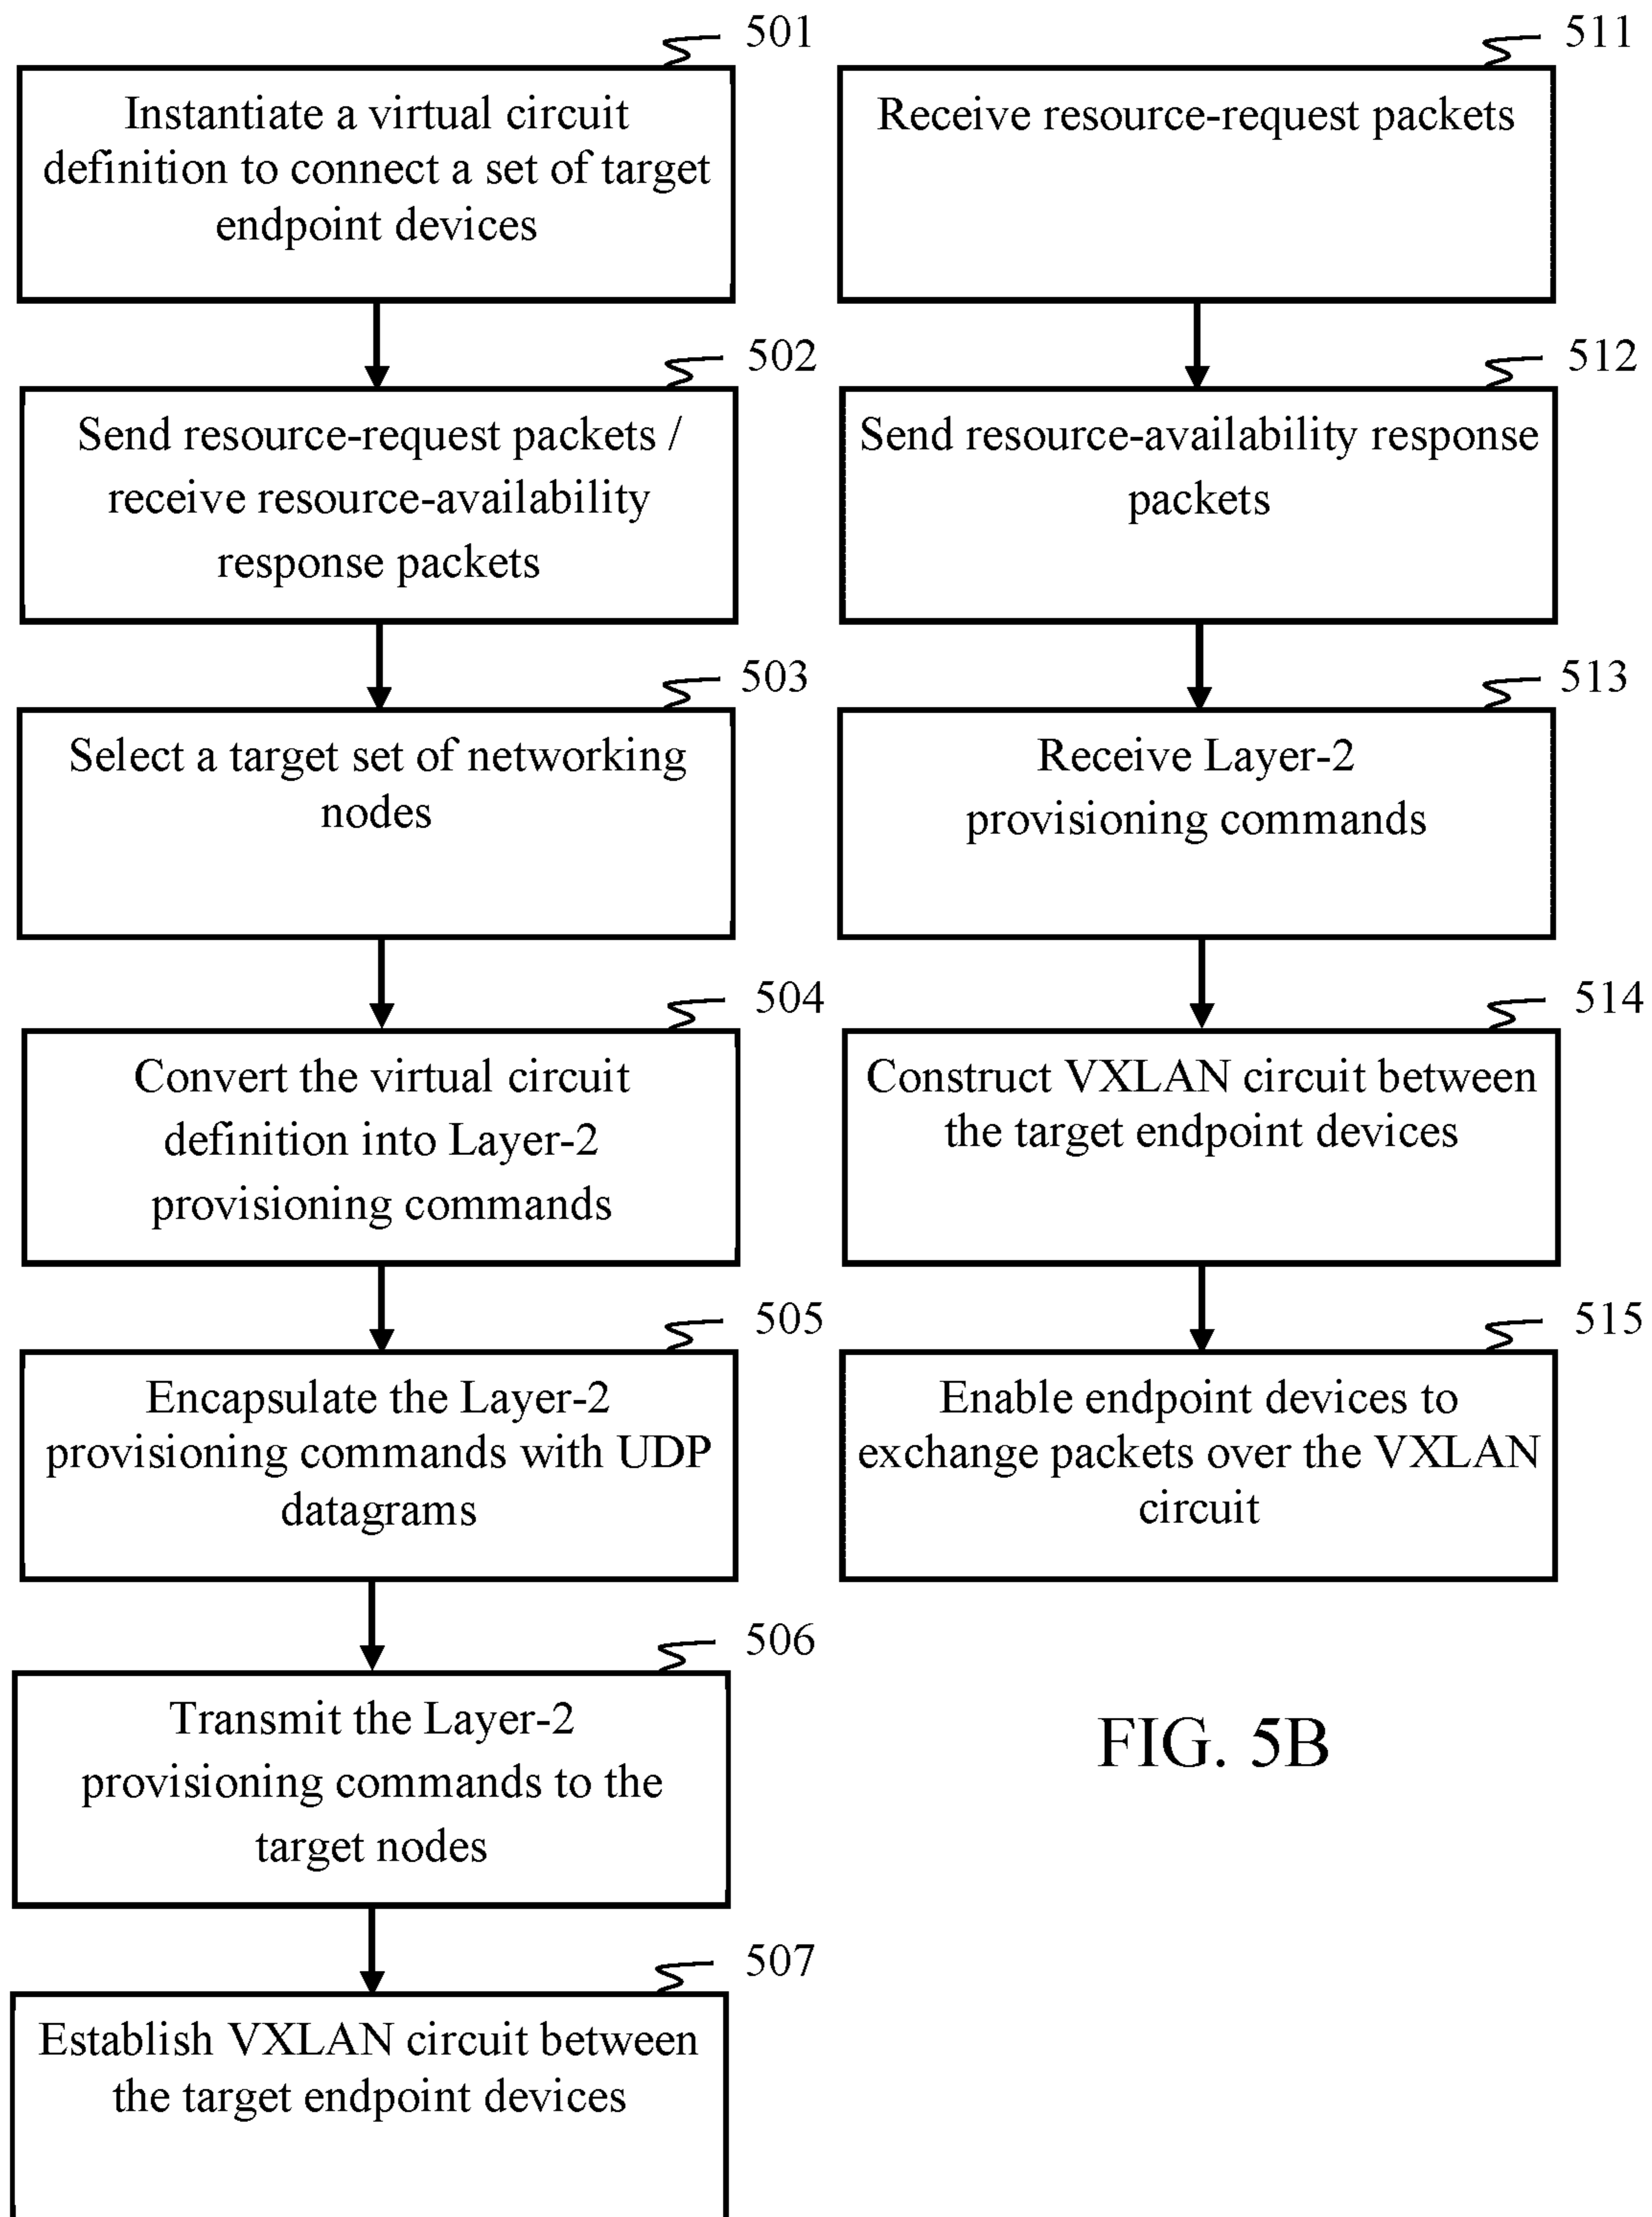 501
Instantiate a virtual circuit
definition to connect a set of target
endpoint devices
502
Send resource-request packets /
receive resource-availability
response packets
503
Select a target set of networking
nodes
504
Convert the virtual circuit
definition into Layer-2
provisioning commands
505
Encapsulate the Layer-2
provisioning commands with UDP
datagrams
506
Transmit the Layer-2
provisioning commands to the
target nodes
507
Establish VXLAN circuit between
the target endpoint devices
511
Receive resource-request packets
512
Send resource-availability response
packets
513
Receive Layer-2
provisioning commands
514
Construct VXLAN circuit between
the target endpoint devices
515
Enable endpoint devices to
exchange packets over the VXLAN
circuit
FIG. 5B